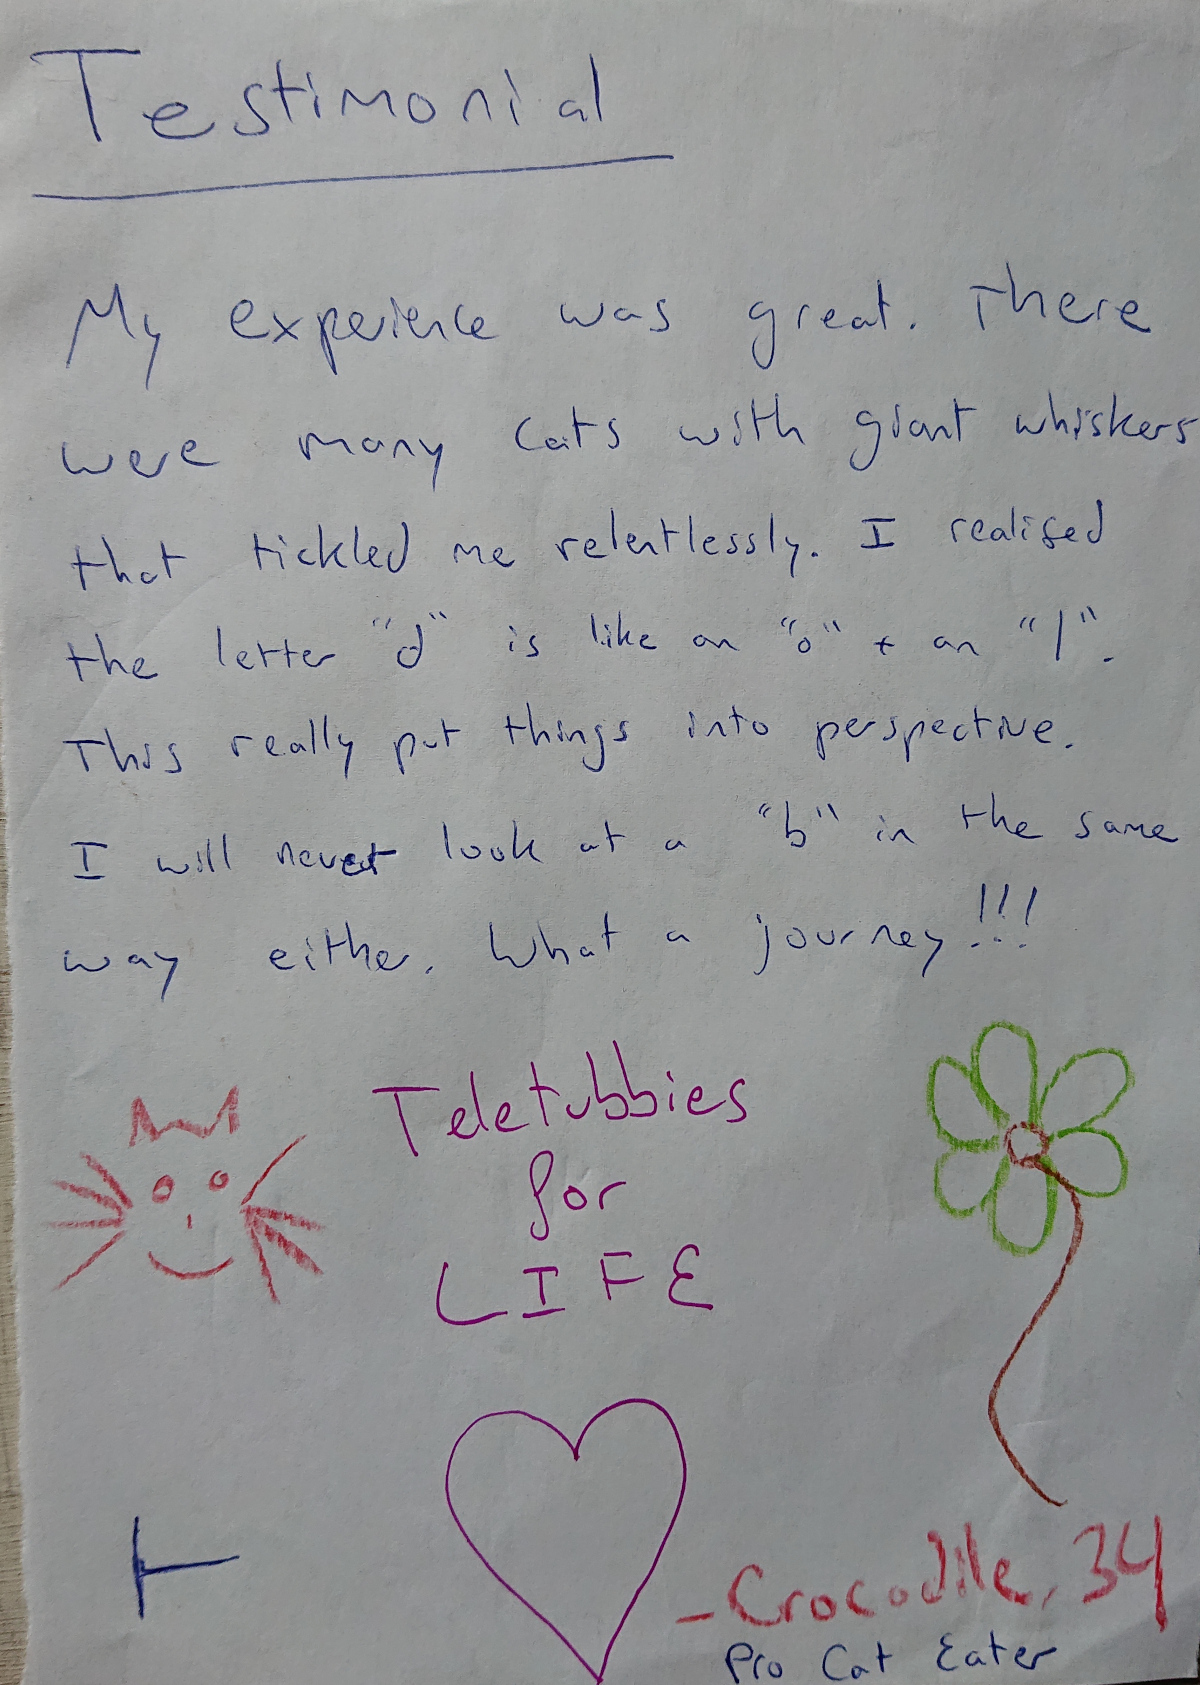 Testimonial
My experience was great. There
were many cats with giant whiskers
that tickled me relentlessly. I realised
the letter "d" is like an "o" + an "l".
This really put things into perspective.
I will never look at a "b" in the same
way either. What a journey!!!
Teletubbies
for
LIFE
- Crocodile, 34
Pro Cat Eater